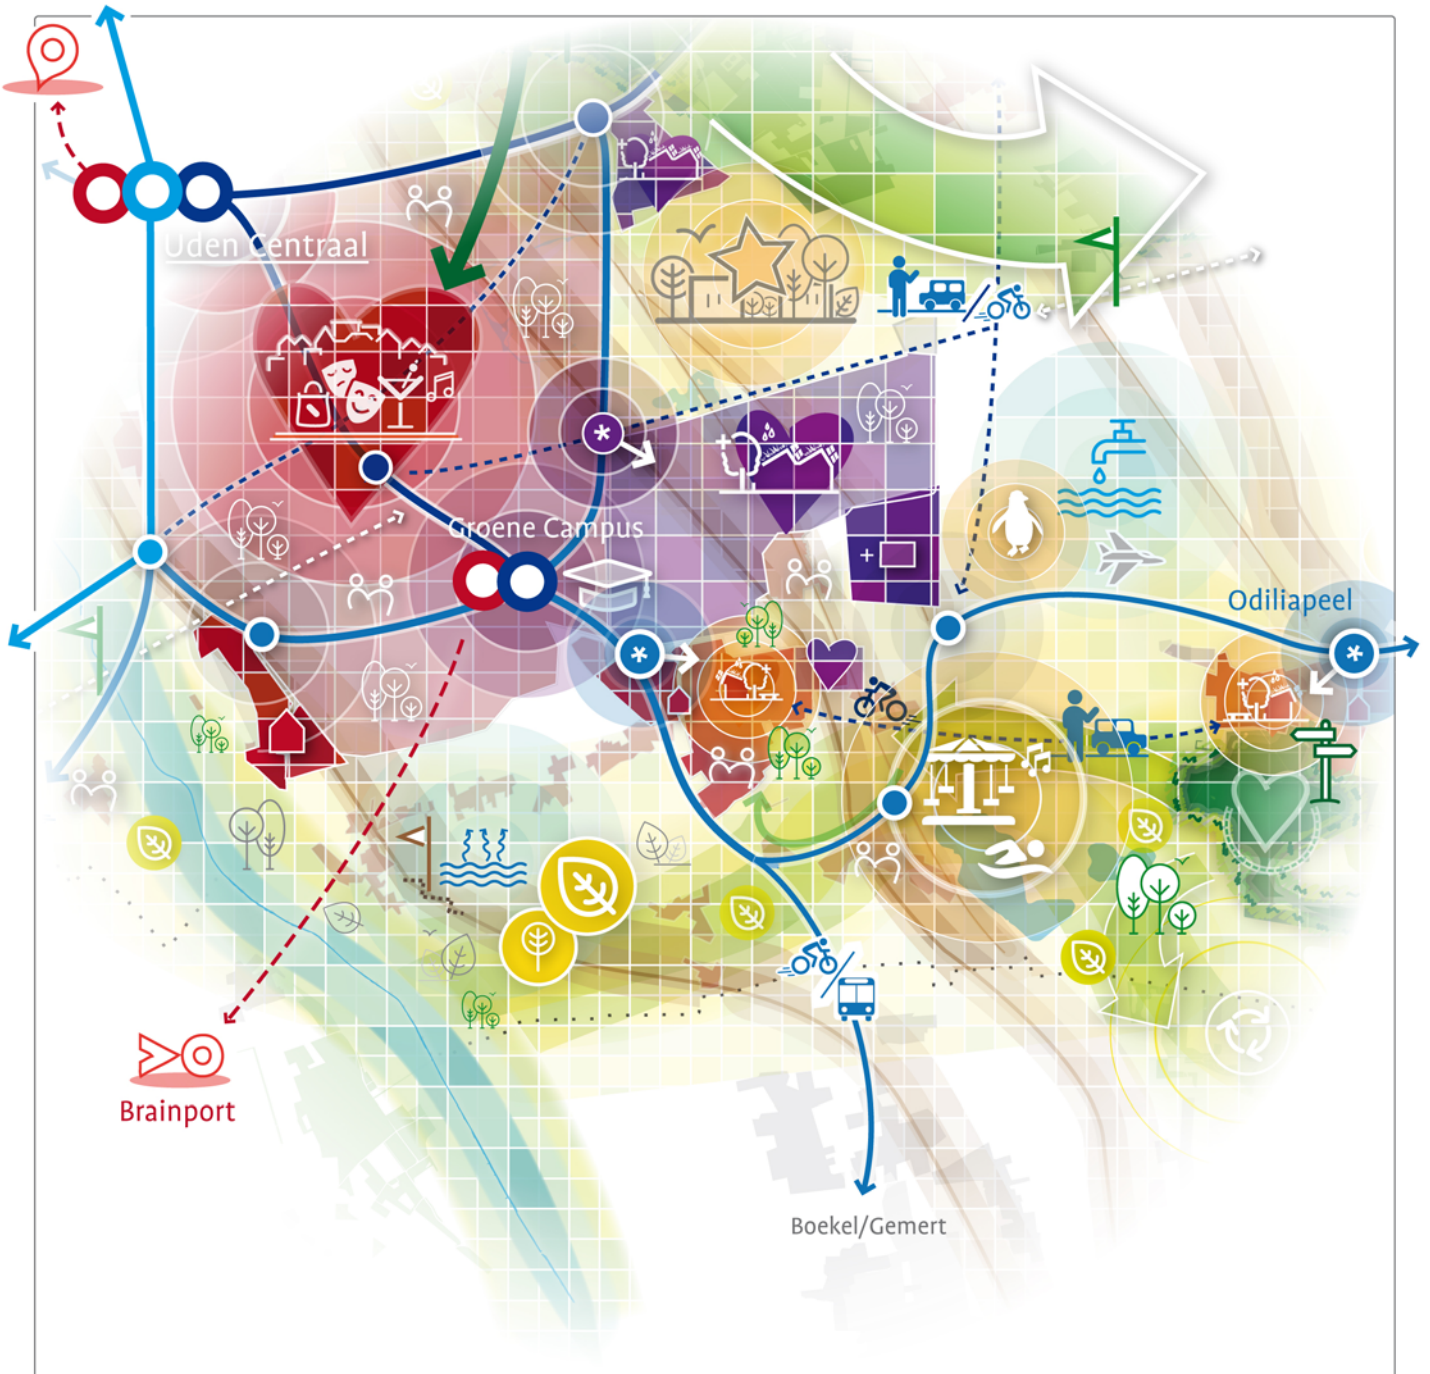 Uden Centraal
Groene Campus
Odiliapeel
Brainport
Boekel/Gemert